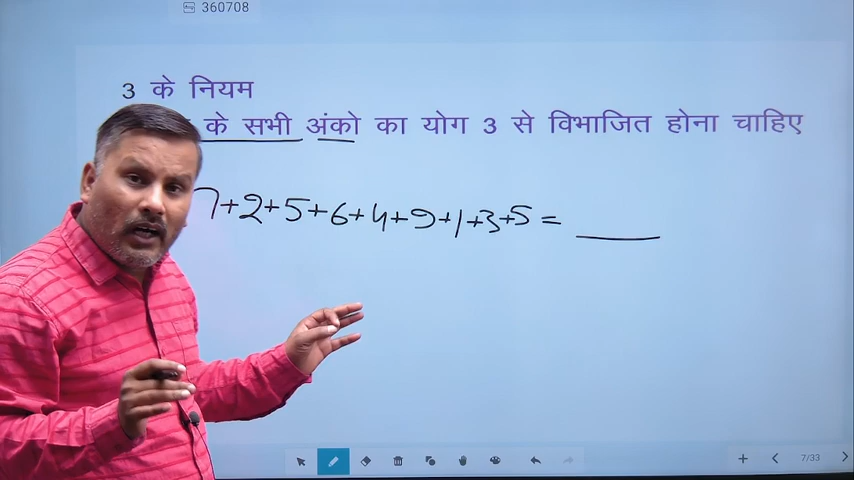 360708
3 के नियम
के सभी अंको का योग 3 से विभाजित होना चाहिए
7+2+5+6+4+9+1+3+5 =
7/33